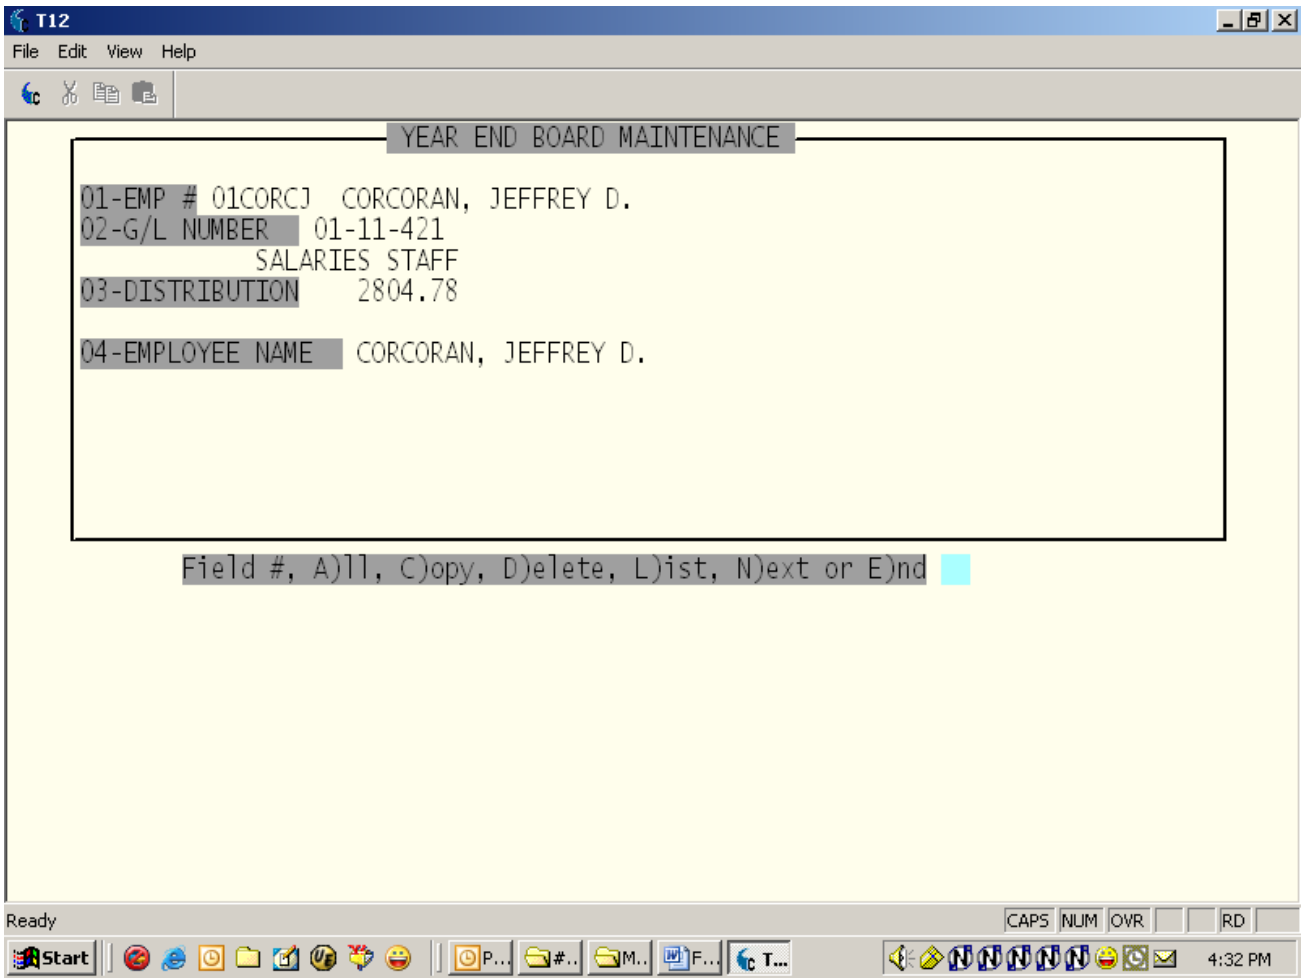 T12
File Edit View Help
YEAR END BOARD MAINTENANCE
01-EMP # 01CORCJ CORCORAN, JEFFREY D.
02-G/L NUMBER 01-11-421
SALARIES STAFF
03-DISTRIBUTION 2804.78
04-EMPLOYEE NAME CORCORAN, JEFFREY D.
Field #, A)ll, C)opy, D)elete, L)ist, N)ext or E)nd
Ready CAPS NUM OVR RD
Start P... #.. M.. F... T... 4:32 PM